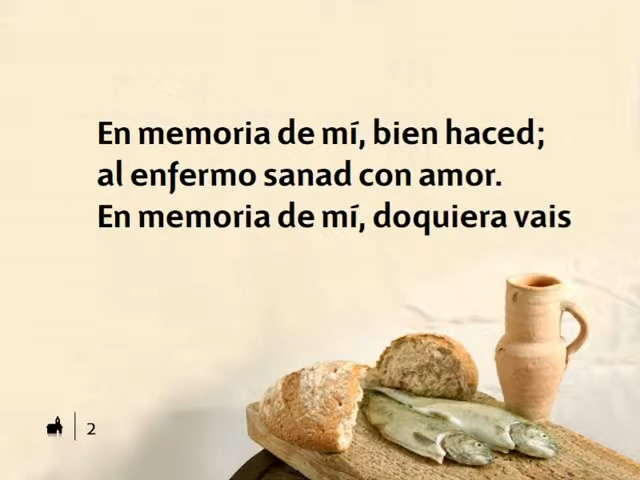 En memoria de mí, bien haced;
al enfermo sanad con amor.
En memoria de mí, doquiera vais
2